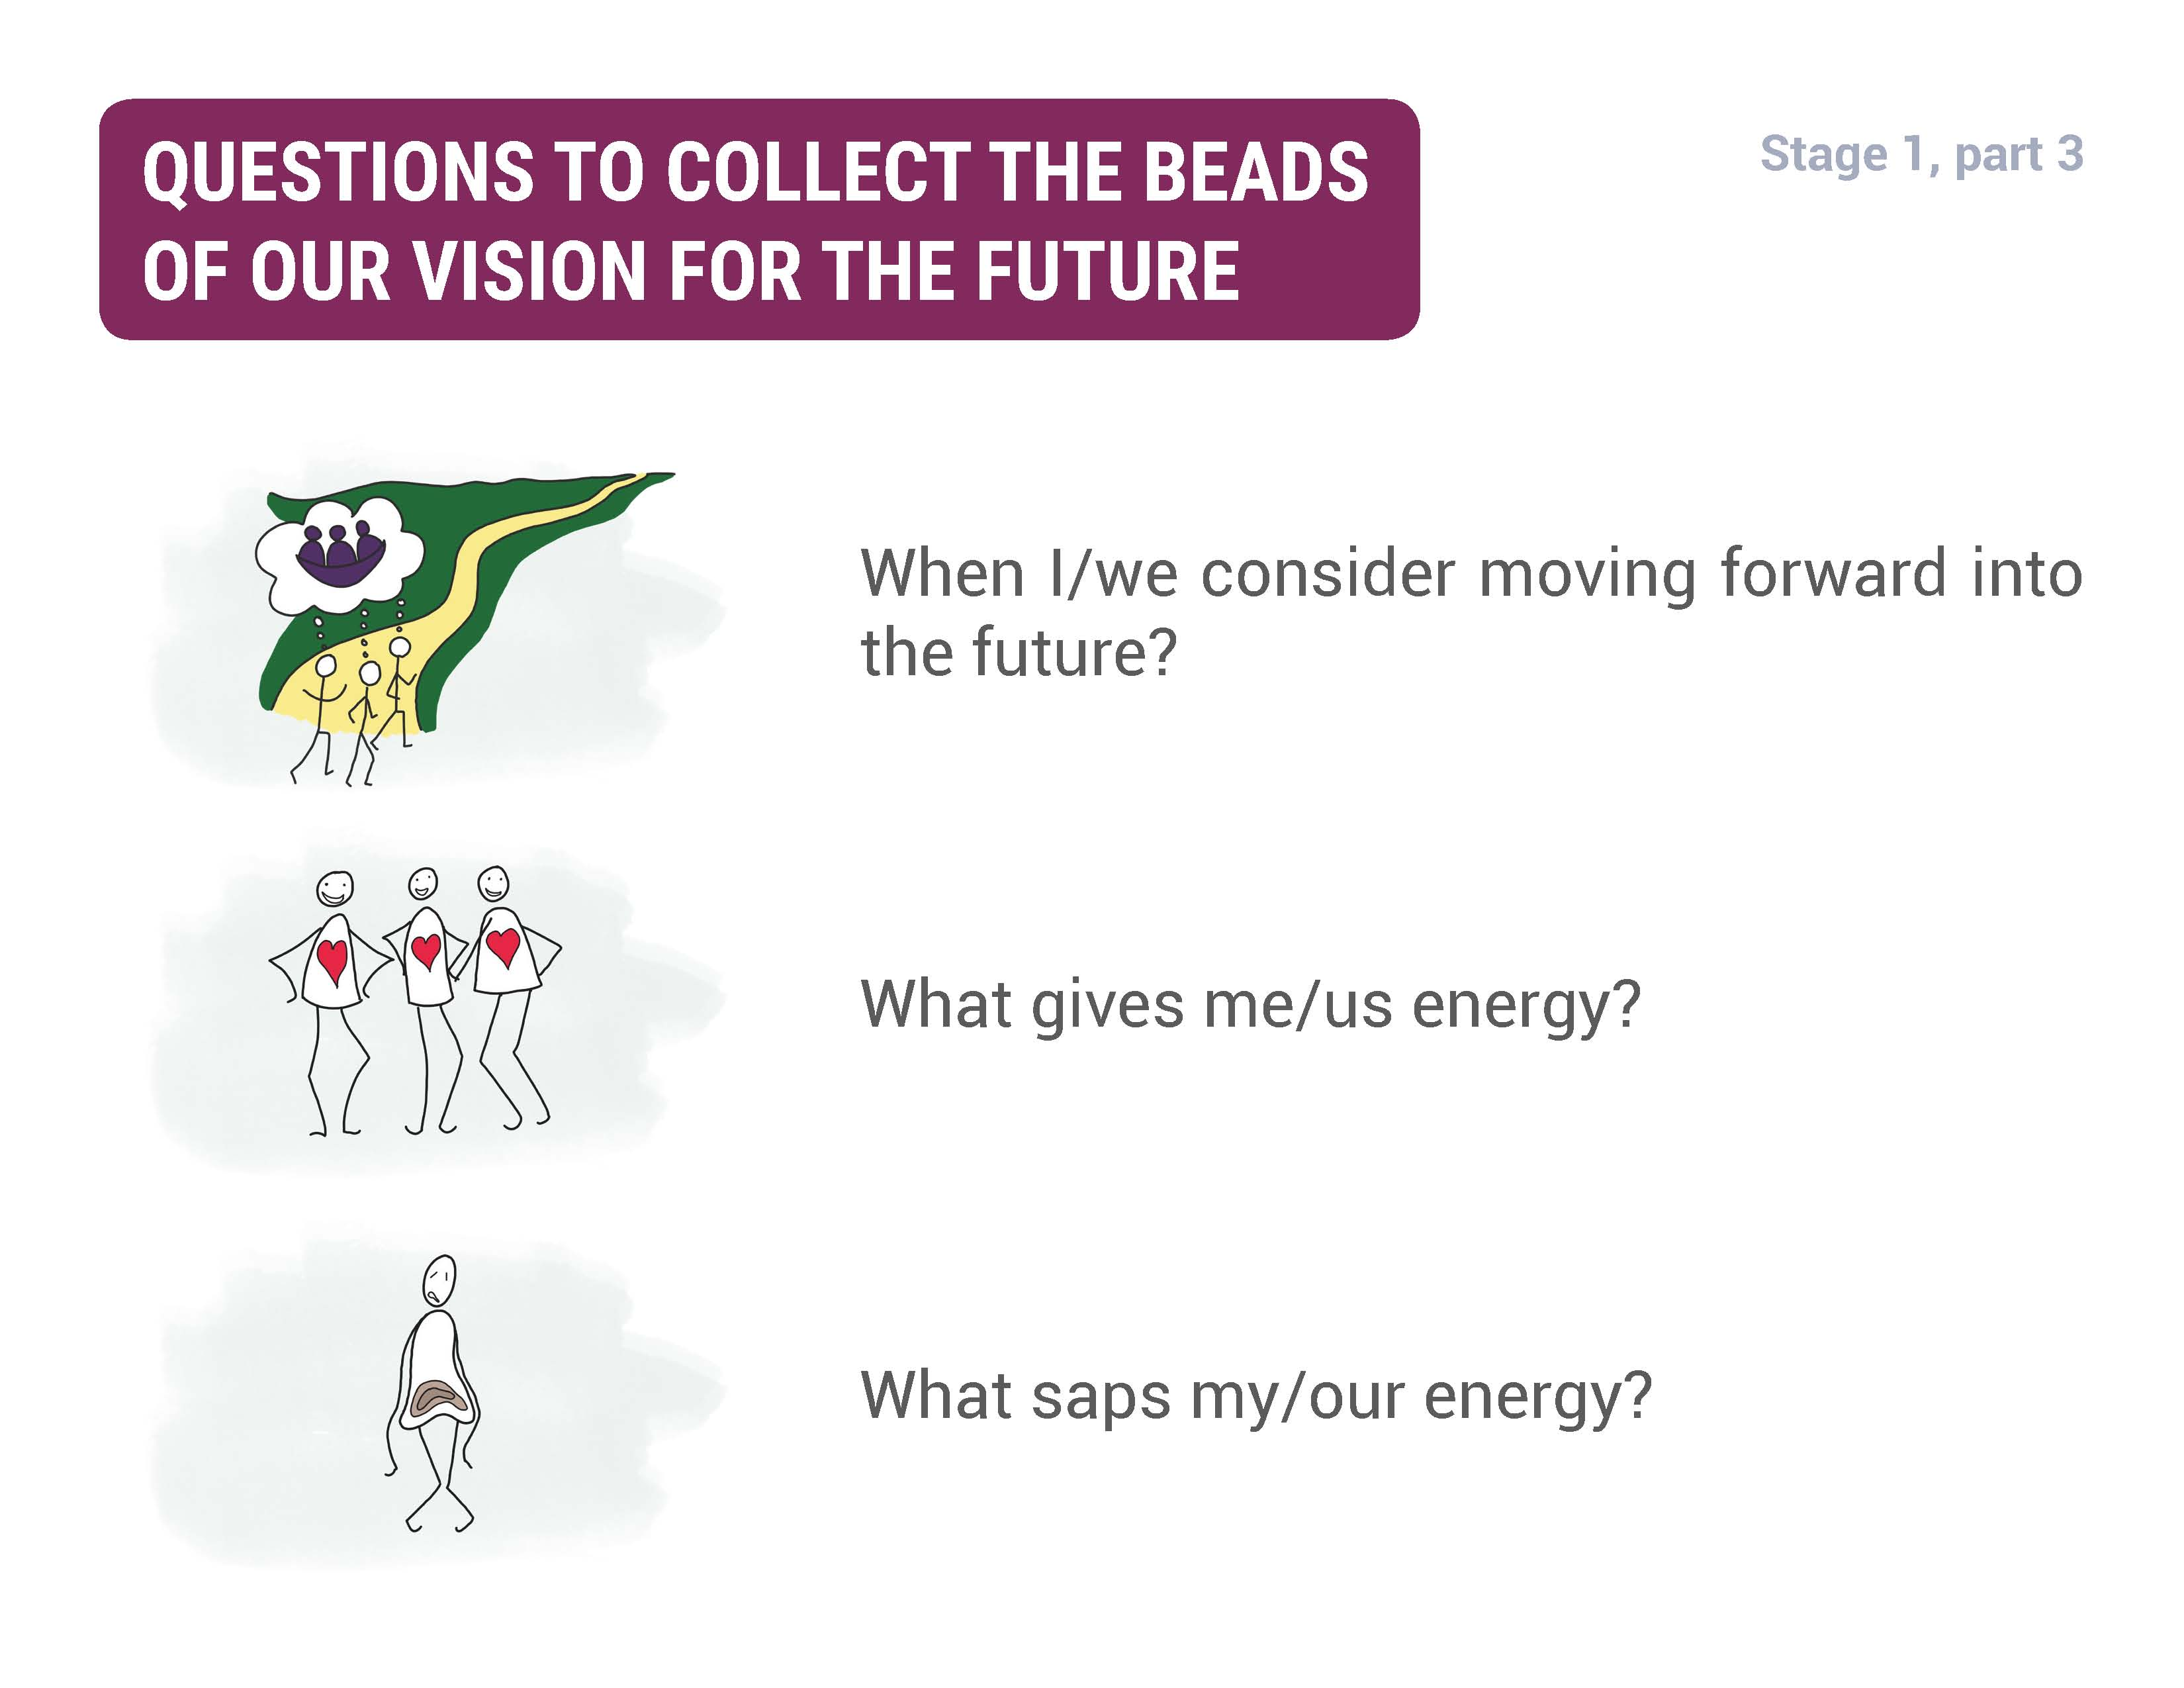 QUESTIONS TO COLLECT THE BEADS
OF OUR VISION FOR THE FUTURE
Stage 1, part 3
When I/we consider moving forward into
the future?
What gives me/us energy?
What saps my/our energy?